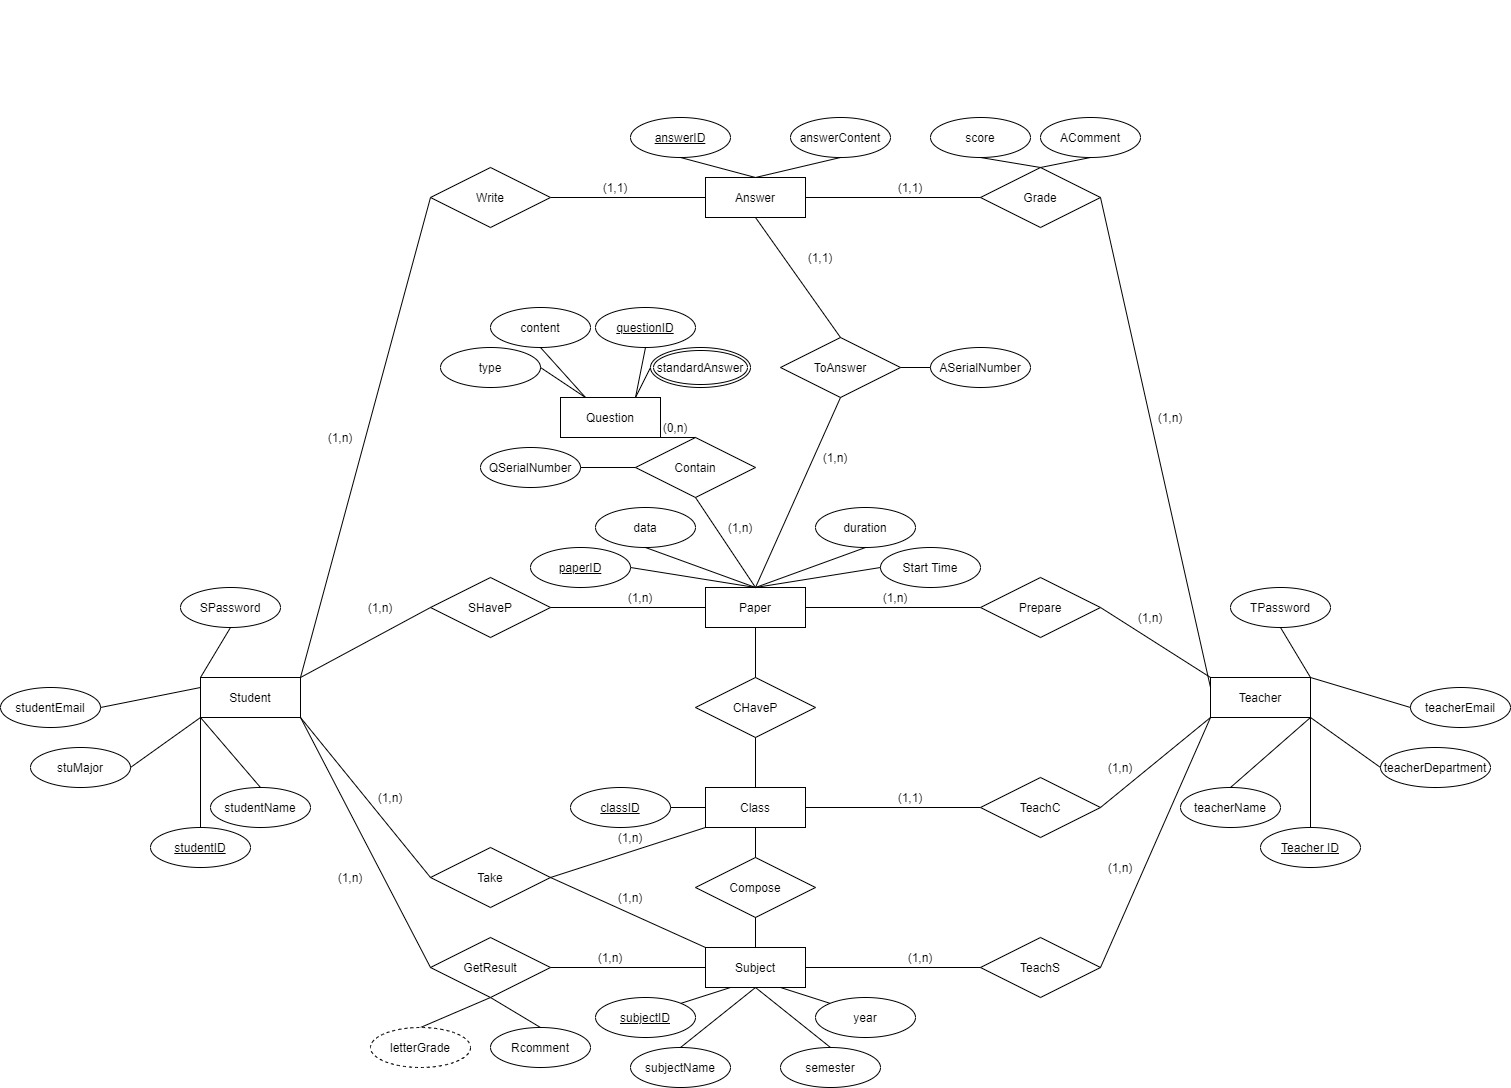 answerID
answerContent
score
AComment
Write
(1,1)
Answer
(1,1)
Grade
(1,1)
content
questionID
type
standardAnswer
ToAnswer
ASerialNumber
Question
(0,n)
(1,n)
(1,n)
(1,n)
QSerialNumber
Contain
data
(1,n)
duration
paperID
Start Time
SPassword
(1,n)
SHaveP
(1,n)
Paper
(1,n)
Prepare
(1,n)
TPassword
studentEmail
Student
CHaveP
Teacher
teacherEmail
stuMajor
teacherDepartment
(1,n)
(1,n)
studentName
classID
Class
(1,1)
TeachC
teacherName
studentID
(1,n)
Teacher ID
(1,n)
Take
Compose
(1,n)
(1,n)
GetResult
(1,n)
Subject
(1,n)
TeachS
subjectID
year
letterGrade
Rcomment
subjectName
semester